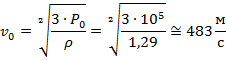 v₀ = ²√(3 · P₀ / ρ) = ²√(3 · 10⁵ / 1,29) ≅ 483 м/с